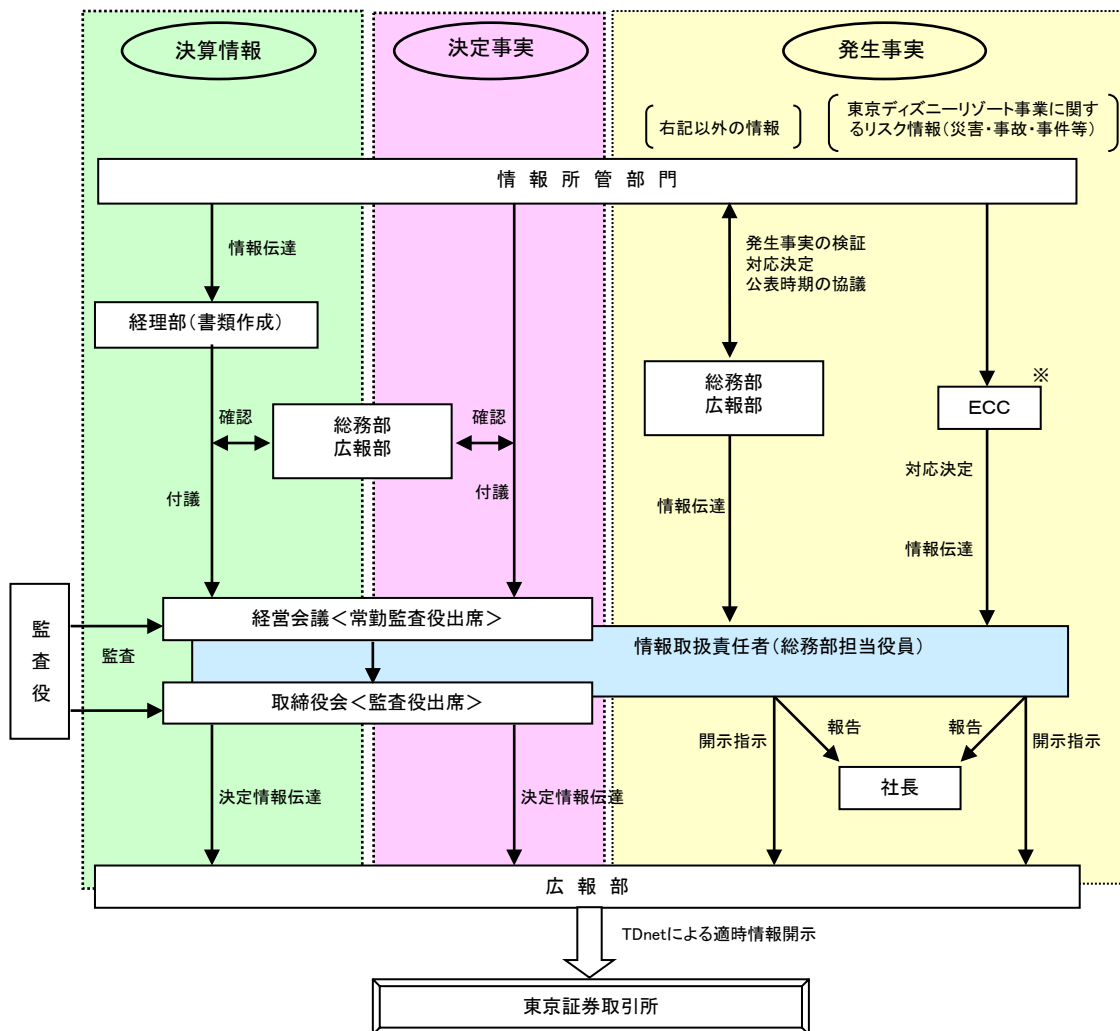 決算情報
決定事実
発生事実
右記以外の情報
東京ディズニーリゾート事業に関す
るリスク情報(災害・事故・事件等)
情報所管部門
情報伝達
発生事実の検証
対応決定
公表時期の協議
経理部(書類作成)
総務部
広報部
※
ECC
確認
総務部
広報部
確認
対応決定
付議
付議
情報伝達
情報伝達
監査役
経営会議<常勤監査役出席>
監査
情報取扱責任者(総務部担当役員)
取締役会<監査役出席>
開示指示
報告
報告
開示指示
社長
決定情報伝達
決定情報伝達
広報部
TDnetによる適時情報開示
東京証券取引所